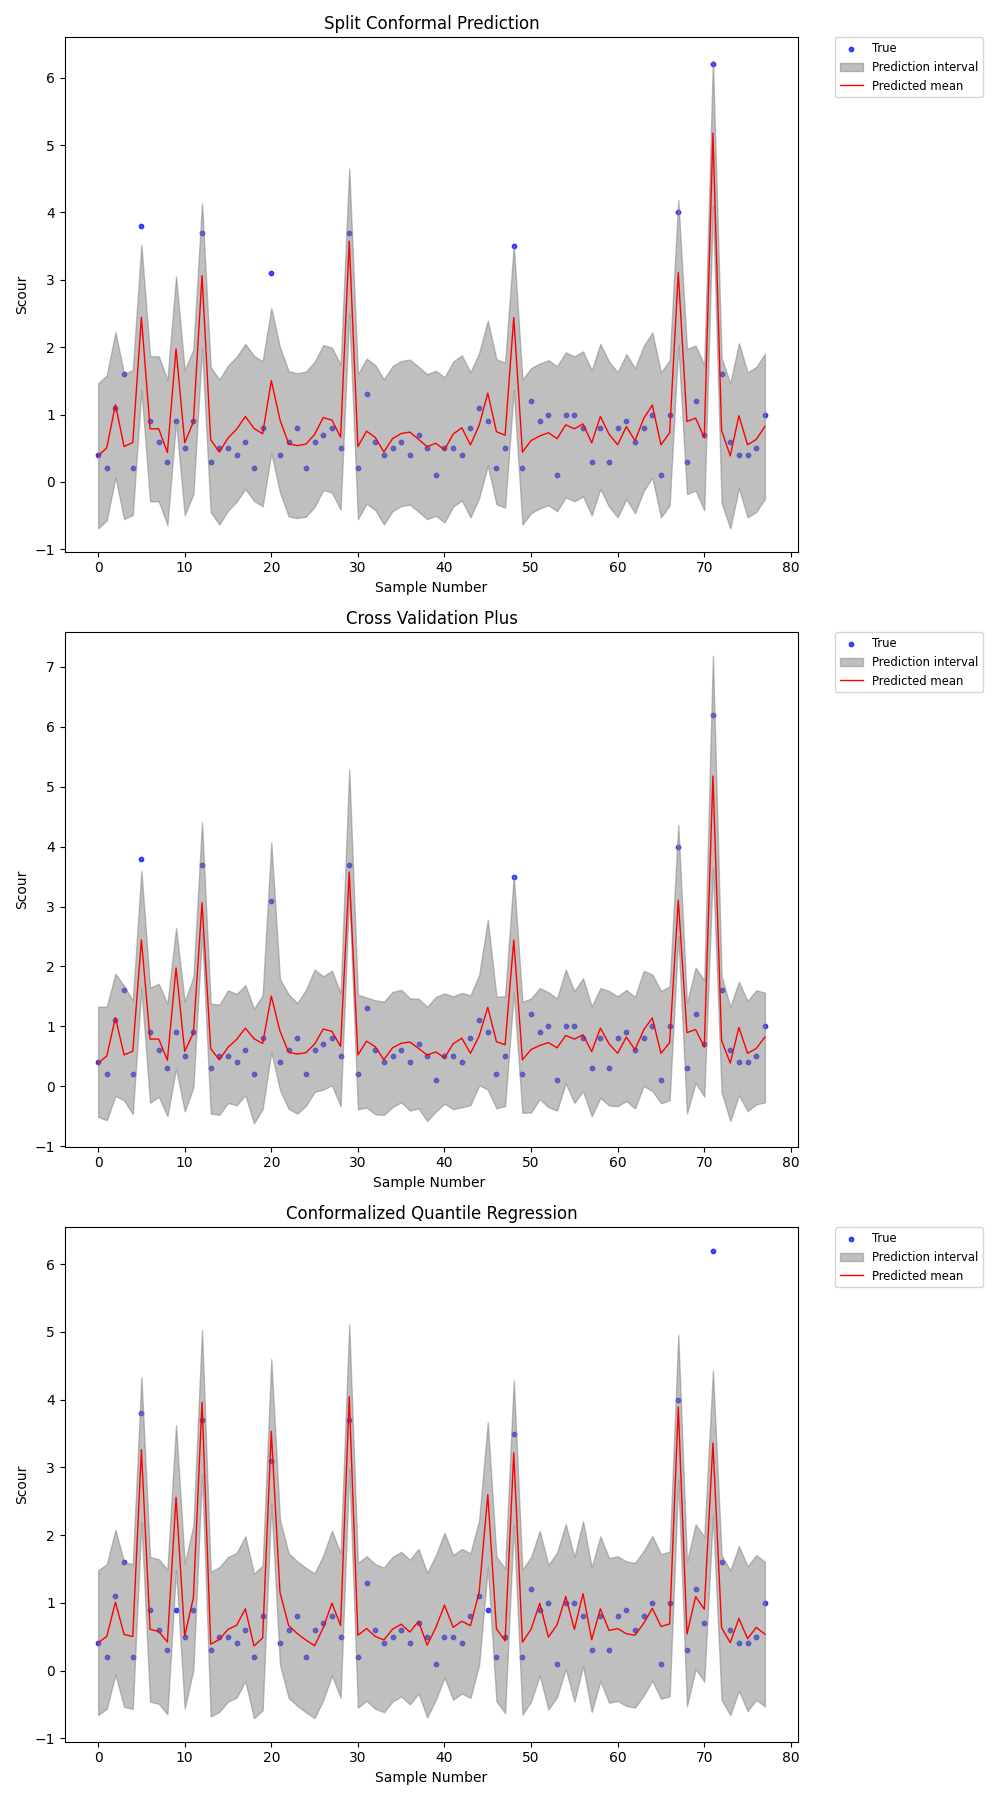 Split Conformal Prediction
True
Prediction interval
Predicted mean
6
5
4
3
2
1
0
−1
Scour
0 10 20 30 40 50 60 70 80
Sample Number
Cross Validation Plus
True
Prediction interval
Predicted mean
7
6
5
4
3
2
1
0
−1
Scour
0 10 20 30 40 50 60 70 80
Sample Number
Conformalized Quantile Regression
True
Prediction interval
Predicted mean
6
5
4
3
2
1
0
−1
Scour
0 10 20 30 40 50 60 70 80
Sample Number